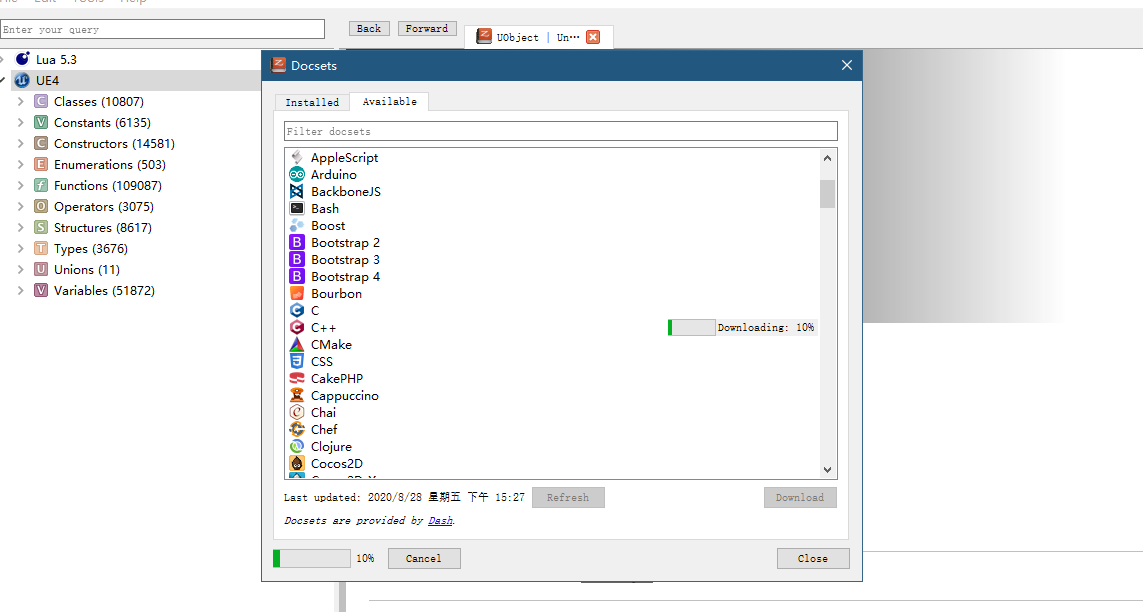 Enter your query
Back
Forward
UObject | Un…
Lua 5.3
UE4
Classes (10807)
Constants (6135)
Constructors (14581)
Enumerations (503)
Functions (109087)
Operators (3075)
Structures (8617)
Types (3676)
Unions (11)
Variables (51872)
Docsets
Installed
Available
Filter docsets
AppleScript
Arduino
BackboneJS
Bash
Boost
Bootstrap 2
Bootstrap 3
Bootstrap 4
Bourbon
C
C++
Downloading: 10%
CMake
CSS
CakePHP
Cappuccino
Chai
Chef
Clojure
Cocos2D
Last updated: 2020/8/28 星期五 下午 15:27
Refresh
Download
Docsets are provided by Dash.
10%
Cancel
Close